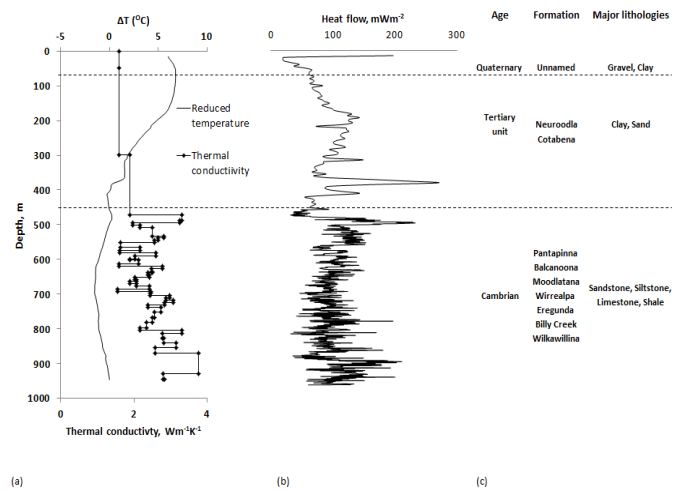 ΔT (⁰C)
-5 0 5 10
0
100
200
300
400
500
600
700
800
900
1000
Depth, m
Reduced
temperature
Thermal
conductiivity
0 2 4
Thermal conductivty, Wm⁻¹K⁻¹
(a)
Heat flow, mWm⁻²
0 100 200 300
(b)
Age Formation Major lithologies
Quaternary Unnamed Gravel, Clay
Tertiary
unit
Neuroodla
Cotabena
Clay, Sand
Cambrian
Pantapinna
Balcanoona
Moodlatana
Wirrealpa
Eregunda
Billy Creek
Wilkawillina
Sandstone, Siltstone,
Limestone, Shale
(c)